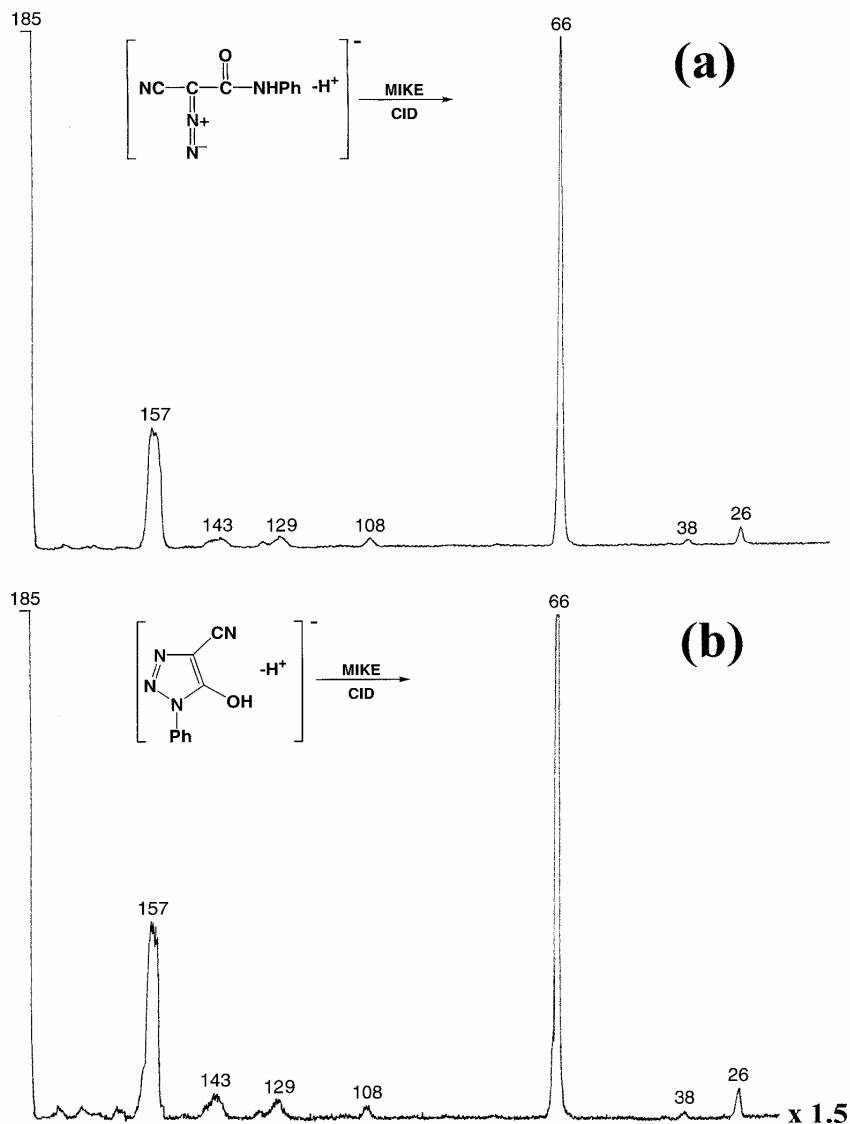 185
66
(a)
O
NC C C NHPh -H+
N+
N−
-
MIKE
CID
157
143
129
108
38
26
185
66
(b)
CN
N
N
N
OH
Ph
-H+
-
MIKE
CID
157
143
129
108
38
26
x 1.5